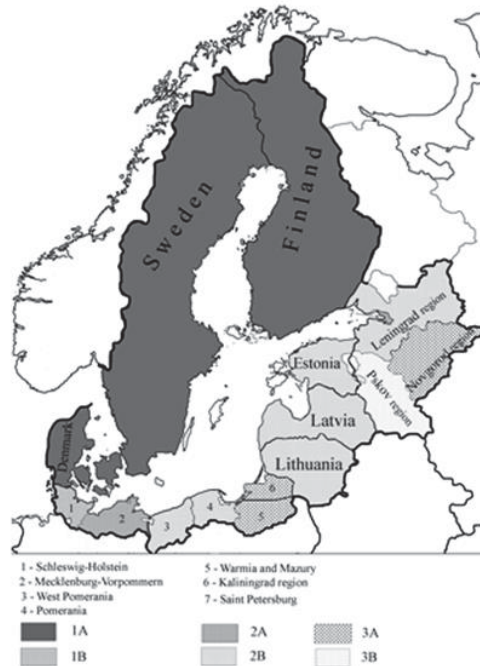 Sweden
Finland
Leningrad region
Novgorod region
Estonia
Pskov region
Latvia
Denmark
Lithuania
1
2
3
4
6
5
7
1 - Schleswig-Holstein
2 - Mecklenburg-Vorpommern
3 - West Pomerania
4 - Pomerania
5 - Warmia and Mazury
6 - Kaliningrad region
7 - Saint Petersburg
1A
2A
3A
1B
2B
3B